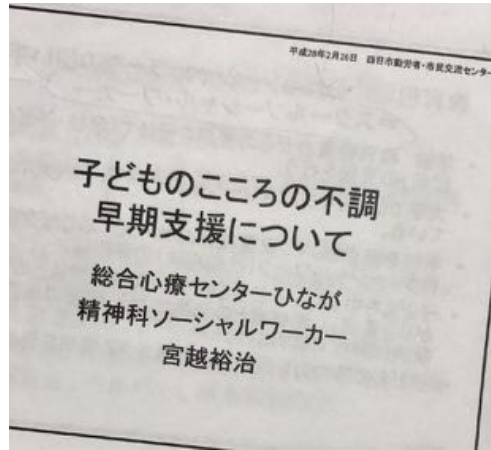 平成28年2月26日　四日市勤労者・市民交流センター
子どものこころの不調
早期支援について
総合心療センターひなが
精神科ソーシャルワーカー
宮越裕治